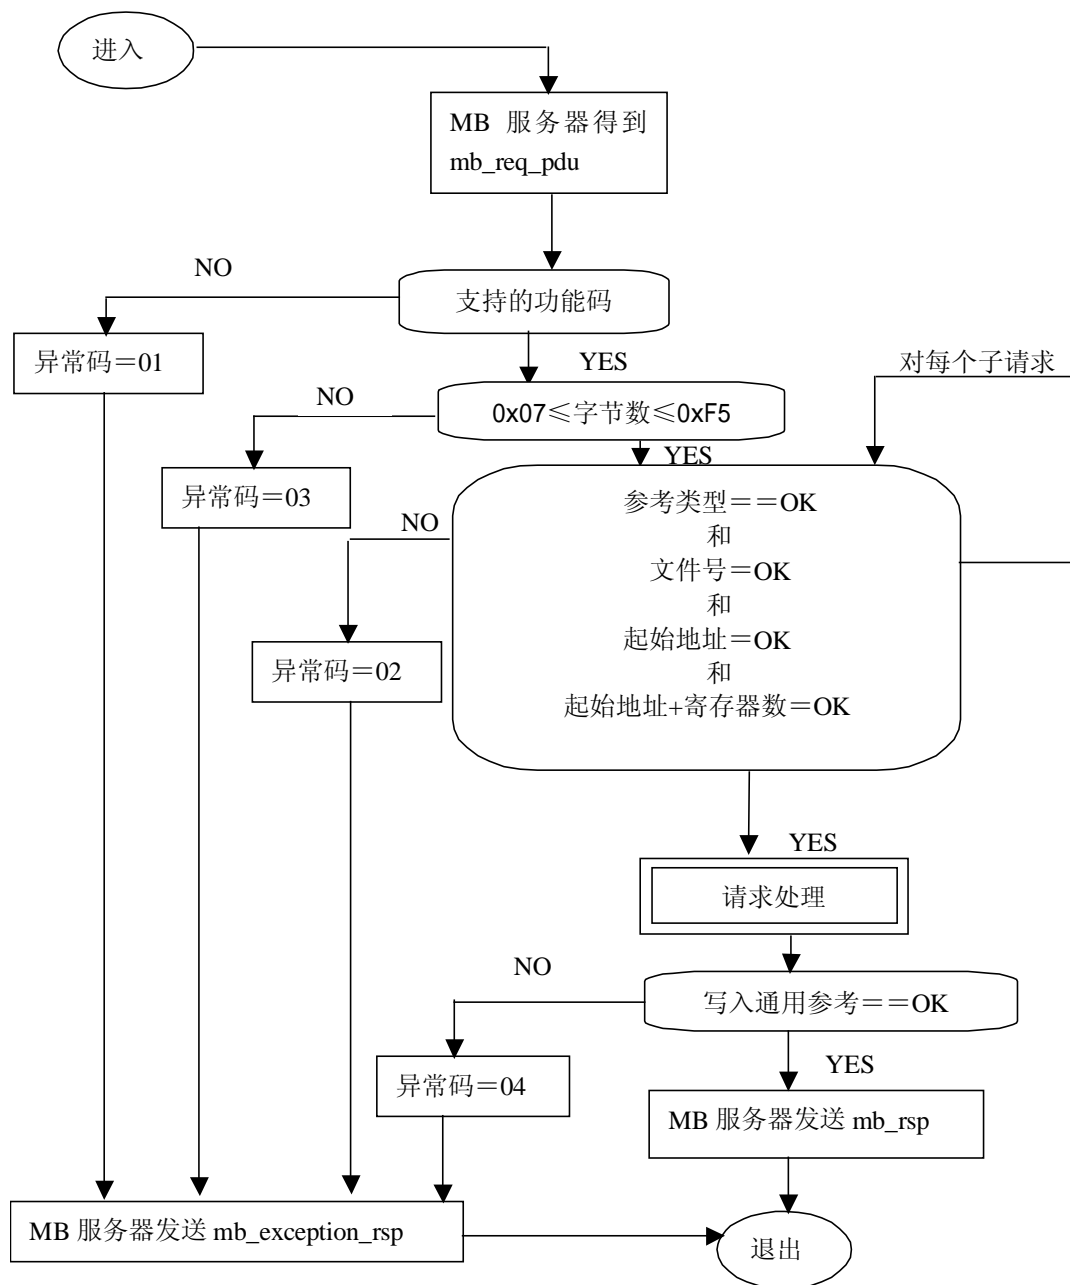 进入
MB 服务器得到
mb_req_pdu
NO
支持的功能码
异常码＝01
YES
对每个子请求
NO
0x07≤字节数≤0xF5
YES
异常码＝03
参考类型＝＝OK
NO
和
文件号＝OK
和
起始地址＝OK
异常码＝02
和
起始地址+寄存器数＝OK
YES
请求处理
NO
写入通用参考＝＝OK
YES
异常码＝04
MB 服务器发送 mb_rsp
MB 服务器发送 mb_exception_rsp
退出